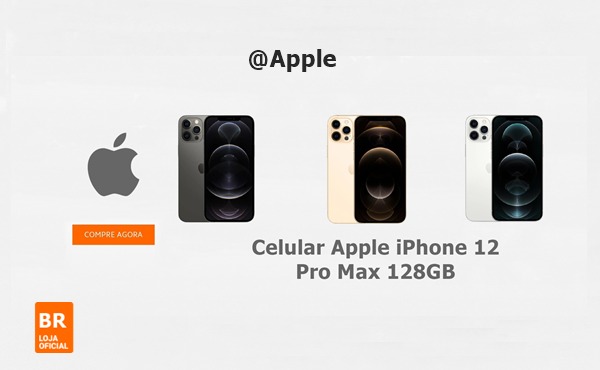 @Apple
COMPRE AGORA
Celular Apple iPhone 12
Pro Max 128GB
BR
LOJA
OFICIAL